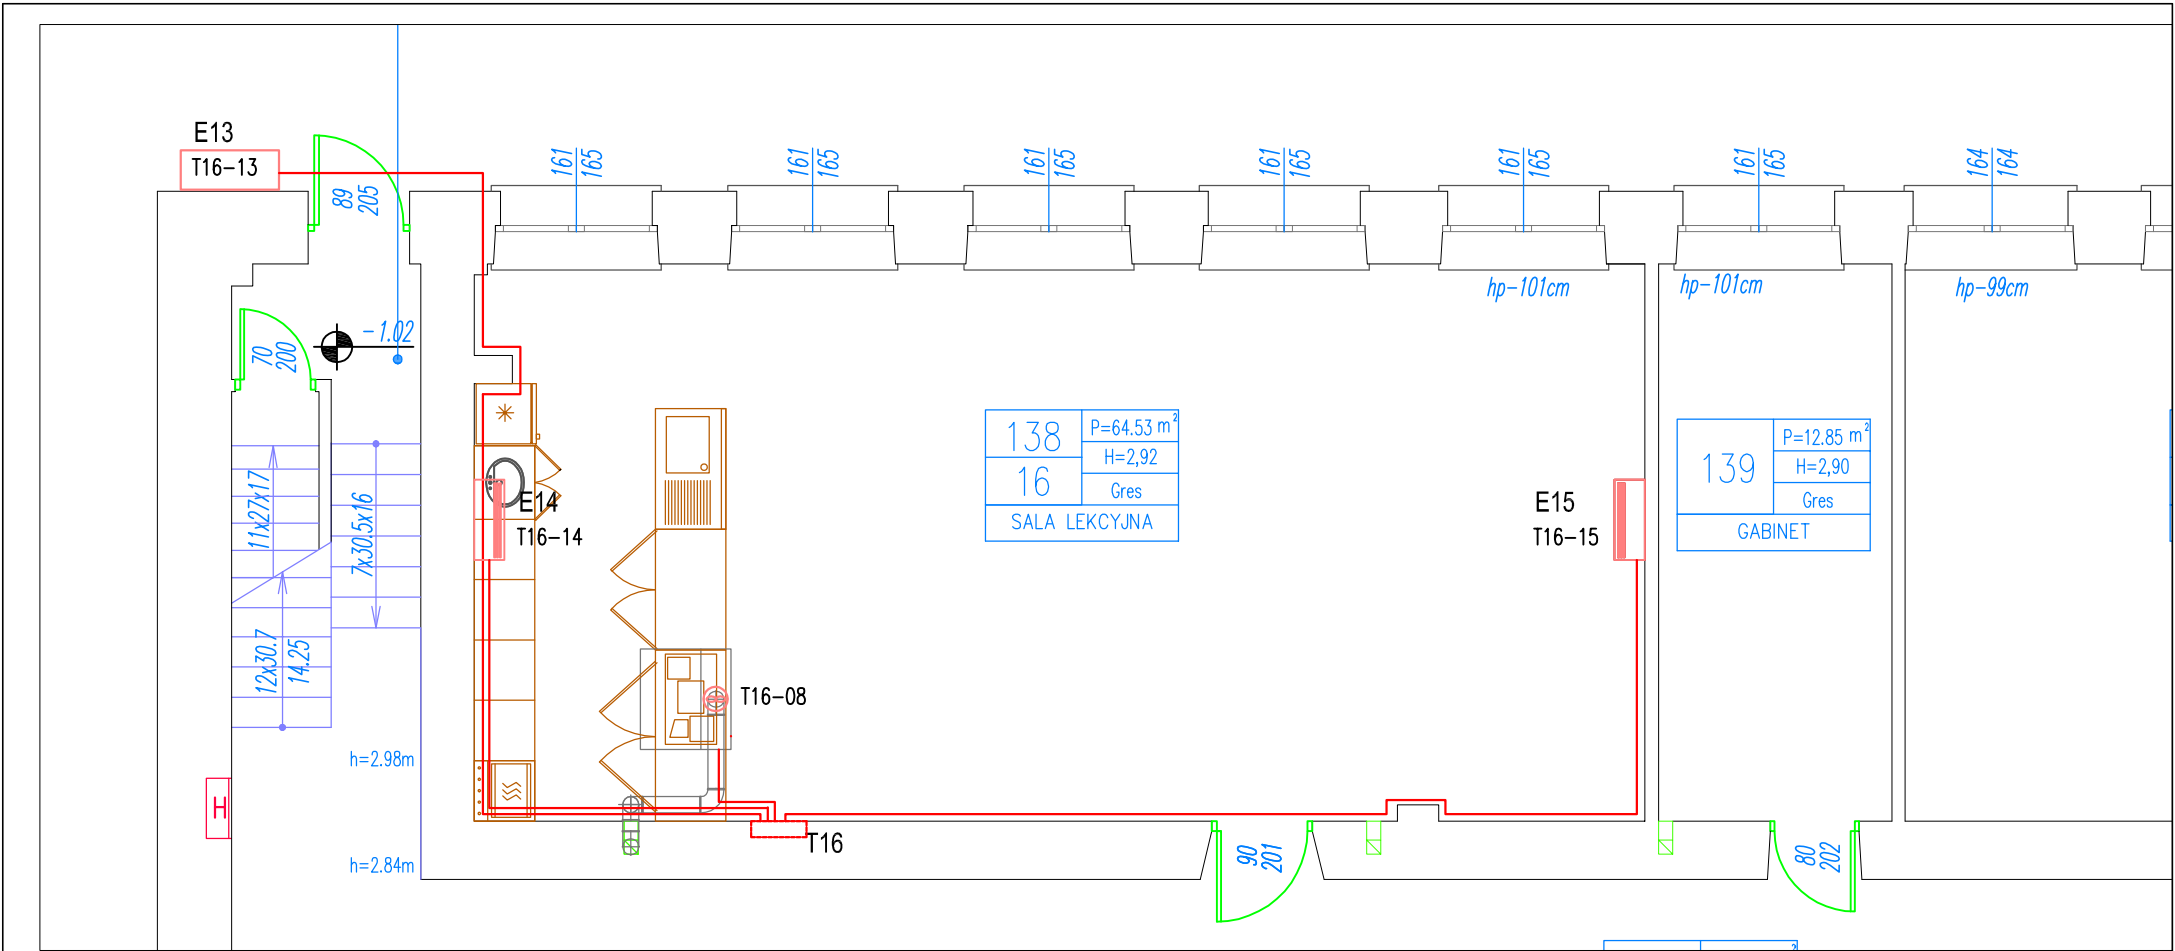 E13
T16-13
89
205
161
165
161
165
161
165
161
165
161
165
161
165
164
164
hp-101cm
hp-101cm
hp-99cm
-1.02
70
200
138
P=64.53 m²
H=2,92
16
Gres
SALA LEKCYJNA
139
P=12.85 m²
H=2,90
Gres
GABINET
E14
T16-14
E15
T16-15
11x27x17
7x30.5x16
12x30.7
14.25
T16-08
h=2.98m
H
T16
h=2.84m
90
201
80
202